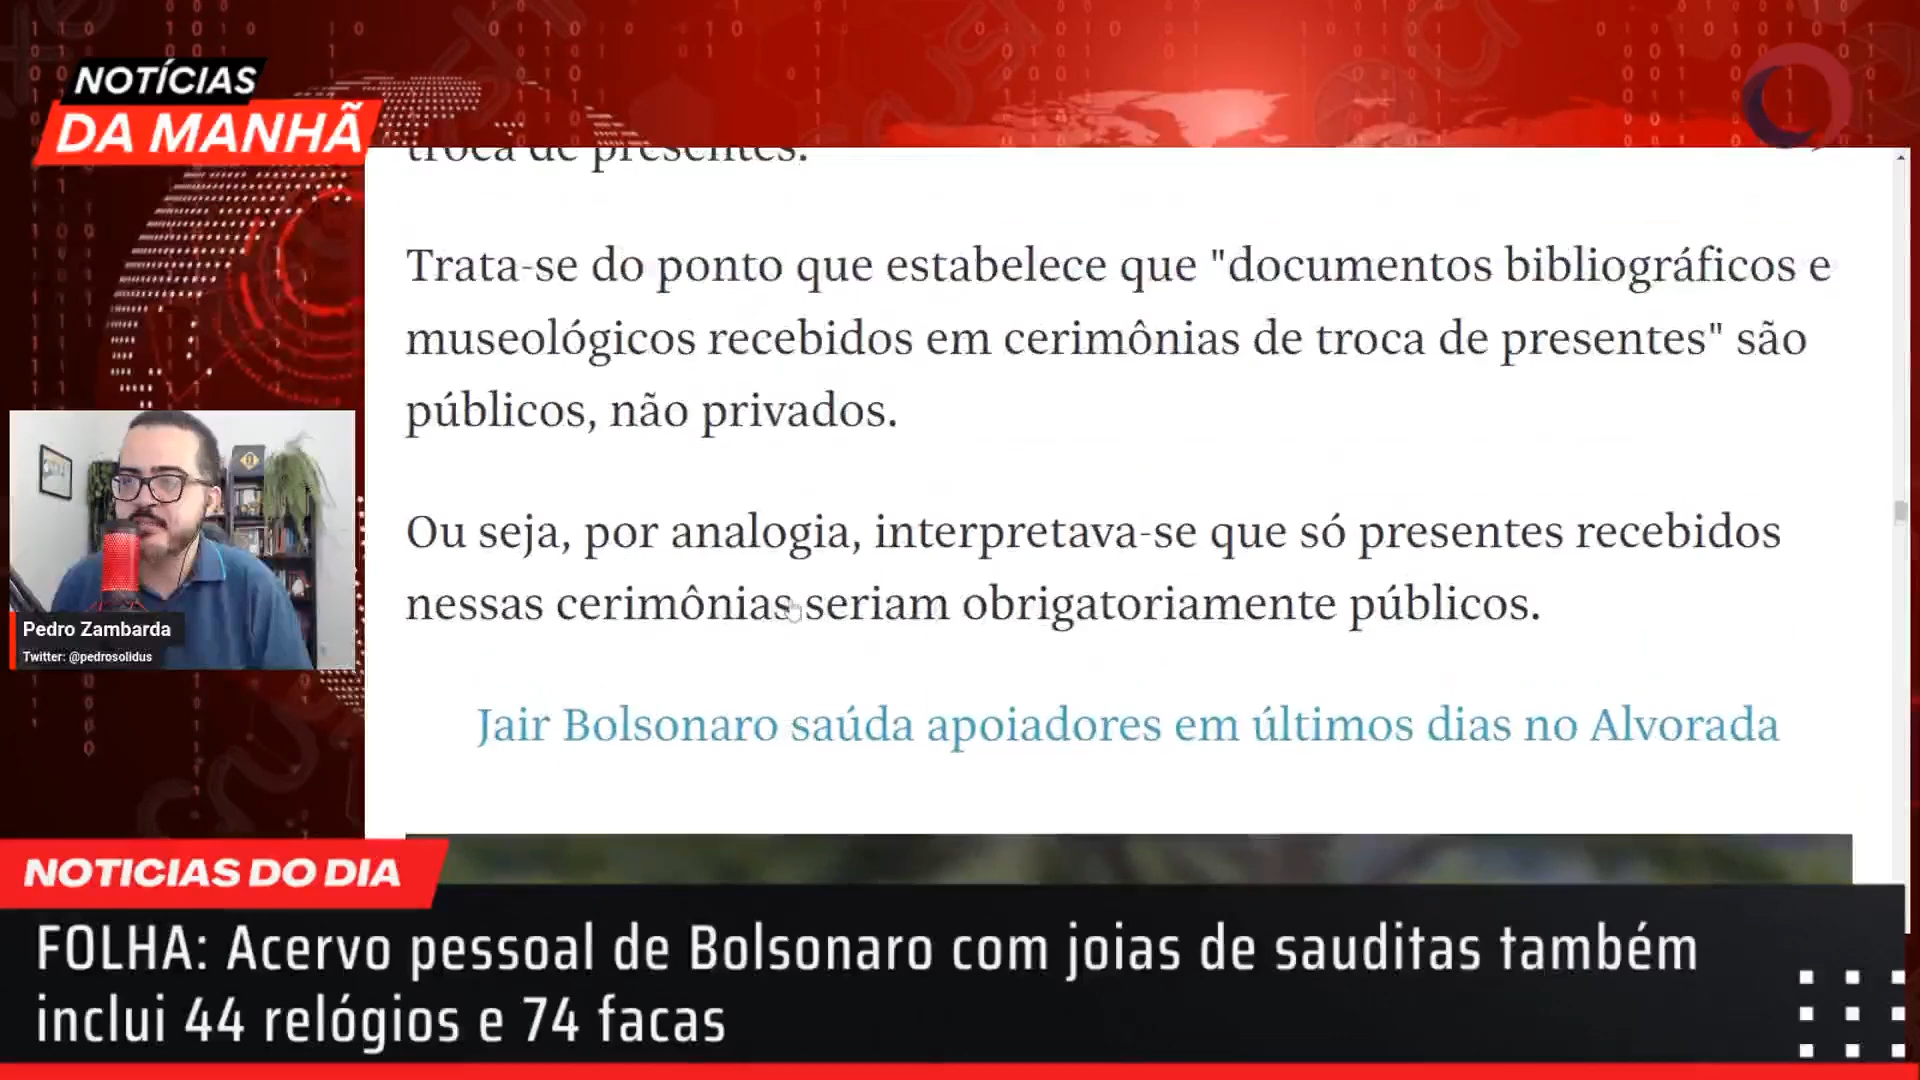 NOTÍCIAS
DA MANHÃ
troca de presentes.
Trata-se do ponto que estabelece que "documentos bibliográficos e
museológicos recebidos em cerimônias de troca de presentes" são
públicos, não privados.
Ou seja, por analogia, interpretava-se que só presentes recebidos
nessas cerimônias seriam obrigatoriamente públicos.
Jair Bolsonaro saúda apoiadores em últimos dias no Alvorada
Pedro Zambarda
Twitter: @pedrosolidus
NOTICIAS DO DIA
FOLHA: Acervo pessoal de Bolsonaro com joias de sauditas também
inclui 44 relógios e 74 facas